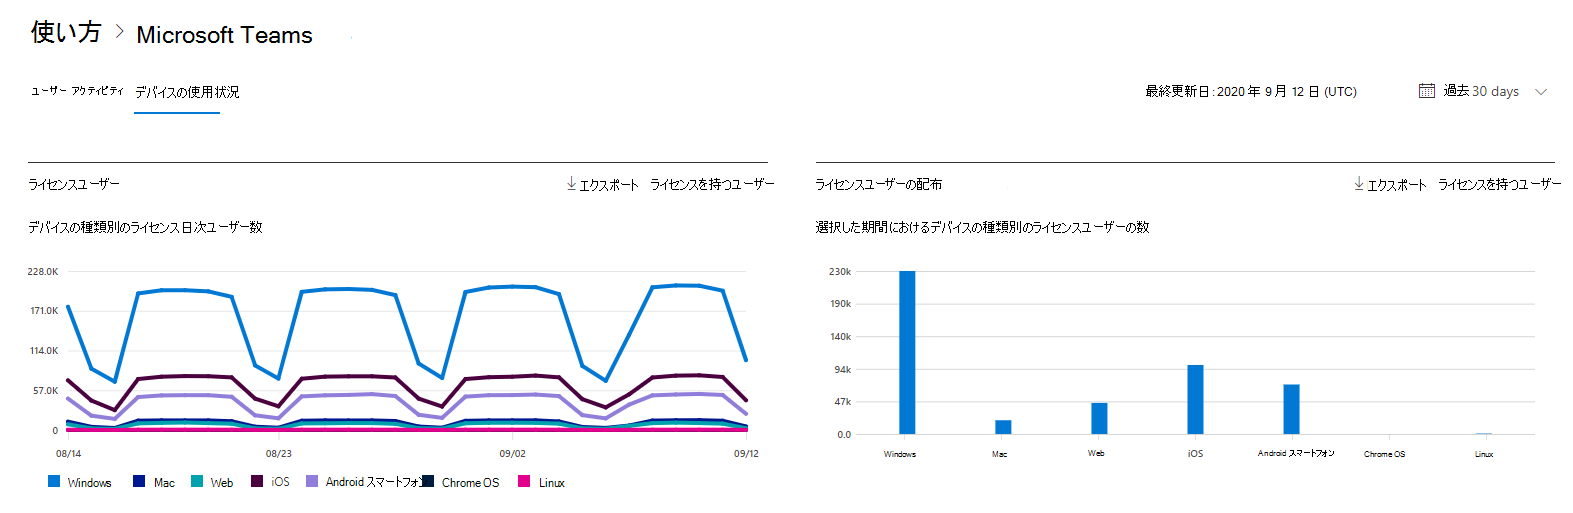 使い方 > Microsoft Teams
ユーザー アクティビティ デバイスの使用状況
最終更新日:2020 年 9 月 12 日 (UTC) 過去 30 days
ライセンスユーザー エクスポート ライセンスを持つユーザー
デバイスの種類別のライセンス日次ユーザー数
228.0K
171.0K
114.0K
57.0K
0
08/14 08/23 09/02 09/12
Windows Mac Web iOS Android スマートフォン Chrome OS Linux
ライセンスユーザーの配布 エクスポート ライセンスを持つユーザー
選択した期間におけるデバイスの種類別のライセンスユーザーの数
230k
190k
140k
94k
47k
0.0
Windows Mac Web iOS Android スマートフォン Chrome OS Linux